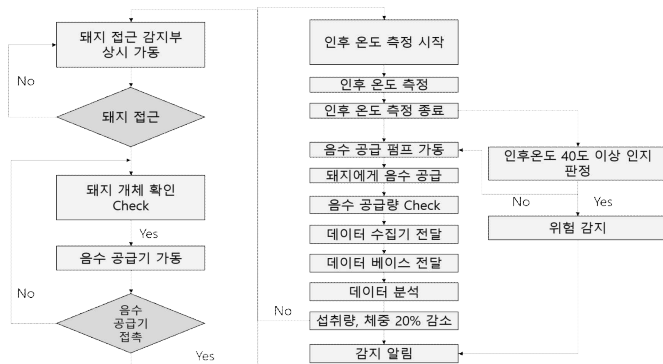 돼지 접근 감지부
상시 가동
No
돼지 접근
돼지 개체 확인
Check
Yes
음수 공급기 가동
No
음수
공급기
접촉
Yes
인후 온도 측정 시작
인후 온도 측정
인후 온도 측정 종료
음수 공급 펌프 가동
돼지에게 음수 공급
음수 공급량 Check
데이터 수집기 전달
데이터 베이스 전달
데이터 분석
No
섭취량, 체중 20% 감소
감지 알림
인후온도 40도 이상 인지
판정
No
Yes
위험 감지